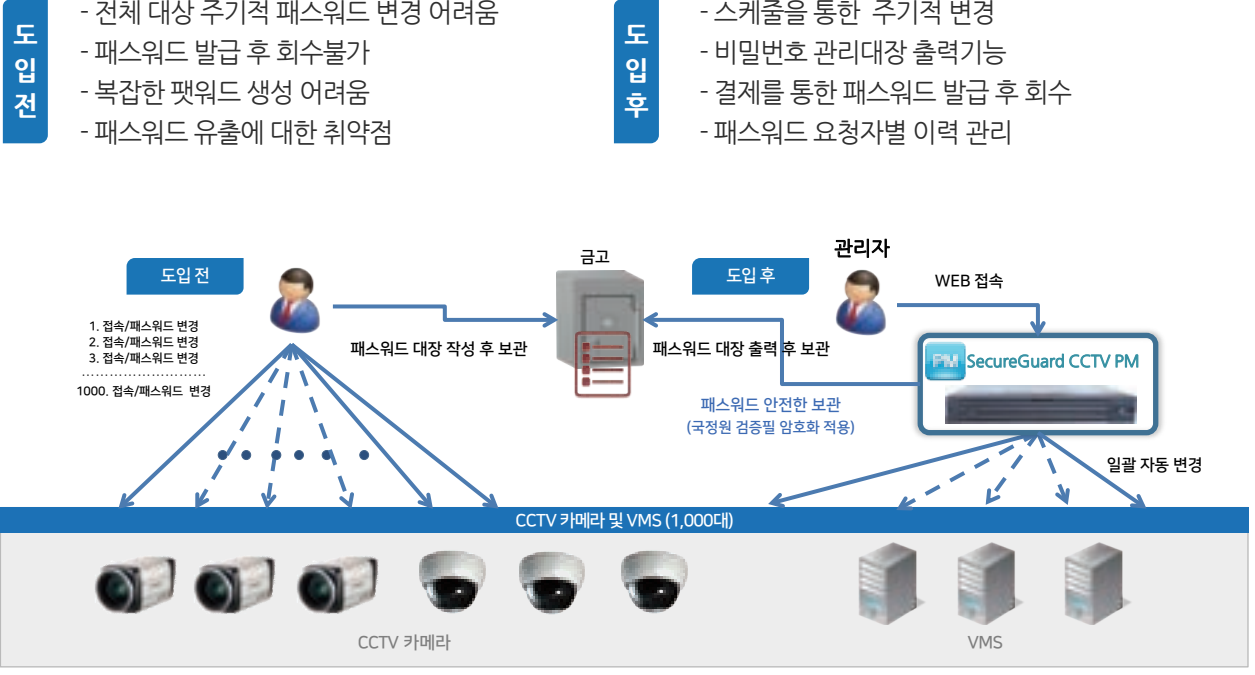 도
입
전
- 전체 대상 주기적 패스워드 변경 어려움
- 패스워드 발급 후 회수불가
- 복잡한 팻워드 생성 어려움
- 패스워드 유출에 대한 취약점
도
입
후
- 스케줄을 통한 주기적 변경
- 비밀번호 관리대장 출력기능
- 결제를 통한 패스워드 발급 후 회수
- 패스워드 요청자별 이력 관리
도입 전
1. 접속/패스워드 변경
2. 접속/패스워드 변경
3. 접속/패스워드 변경
..............................
1000. 접속/패스워드 변경
금고
패스워드 대장 작성 후 보관
도입 후
관리자
WEB 접속
패스워드 대장 출력 후 보관
PM SecureGuard CCTV PM
패스워드 안전한 보관
(국정원 검증필 암호화 적용)
일괄 자동 변경
CCTV 카메라 및 VMS (1,000대)
CCTV 카메라
VMS